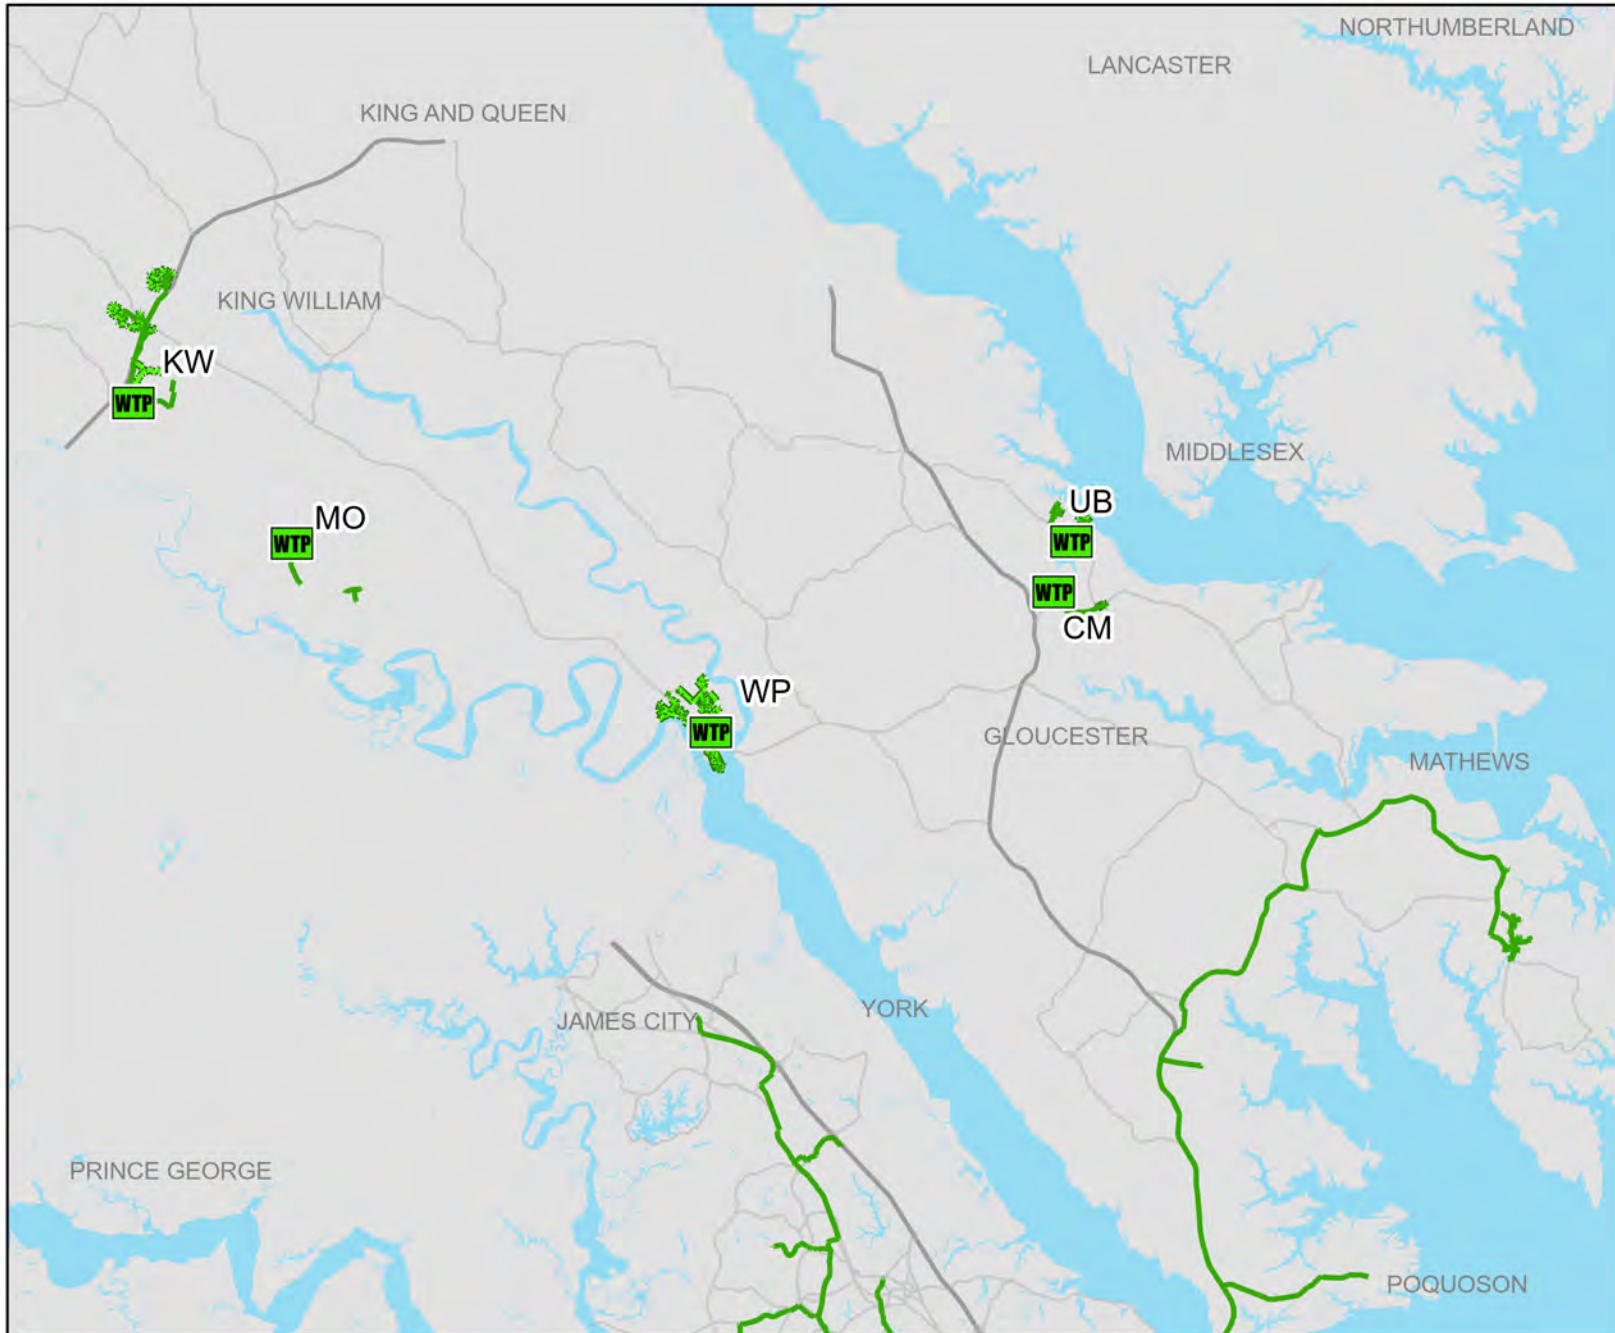 NORTHUMBERLAND
LANCASTER
KING AND QUEEN
KING WILLIAM
KW
WTP
MIDDLESEX
UB
MO
WTP
WTP
WTP
CM
WP
WTP
GLOUCESTER
MATHEWS
YORK
JAMES CITY
PRINCE GEORGE
POQUOSON